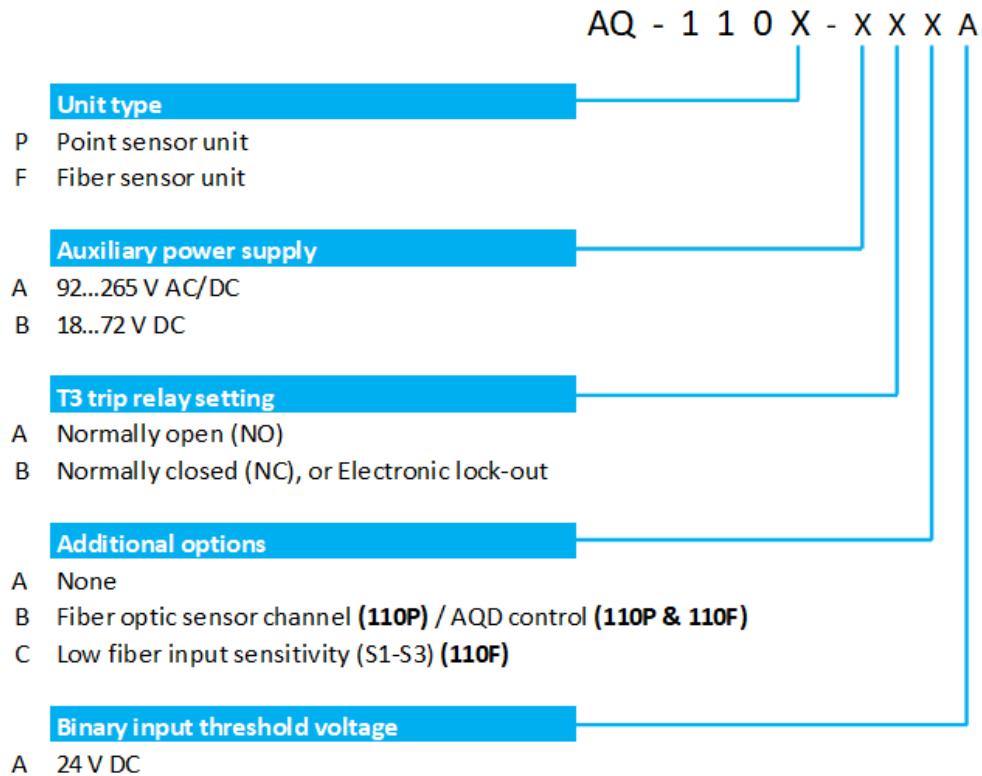 AQ - 1 1 0 X - X X X A
Unit type
P Point sensor unit
F Fiber sensor unit
Auxiliary power supply
A 92...265 V AC/DC
B 18...72 V DC
T3 trip relay setting
A Normally open (NO)
B Normally closed (NC), or Electronic lock-out
Additional options
A None
B Fiber optic sensor channel (110P) / AQD control (110P & 110F)
C Low fiber input sensitivity (S1-S3) (110F)
Binary input threshold voltage
A 24 V DC